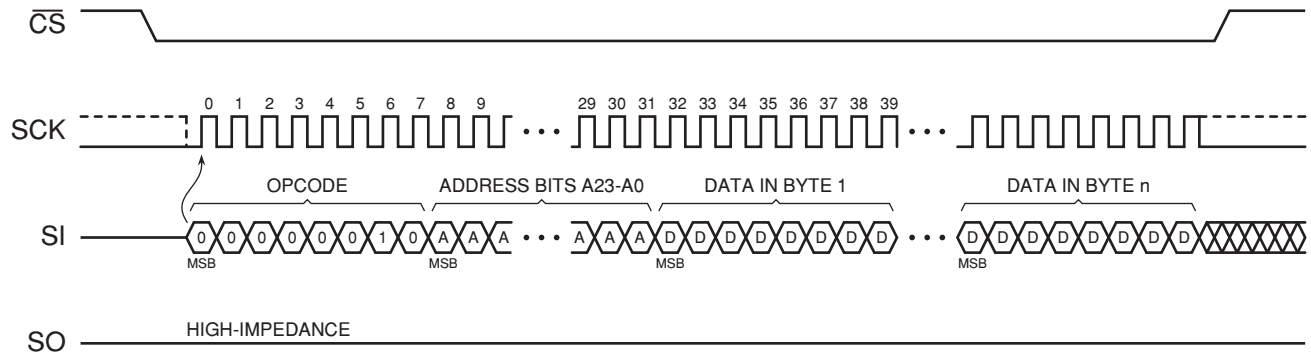 CS
0 1 2 3 4 5 6 7 8 9 29 30 31 32 33 34 35 36 37 38 39
SCK
OPCODE ADDRESS BITS A23-A0 DATA IN BYTE 1 DATA IN BYTE n
SI 0 0 0 0 0 0 1 0 A A A A A A D D D D D D D D D D D D D D D D
MSB MSB MSB MSB
HIGH-IMPEDANCE
SO